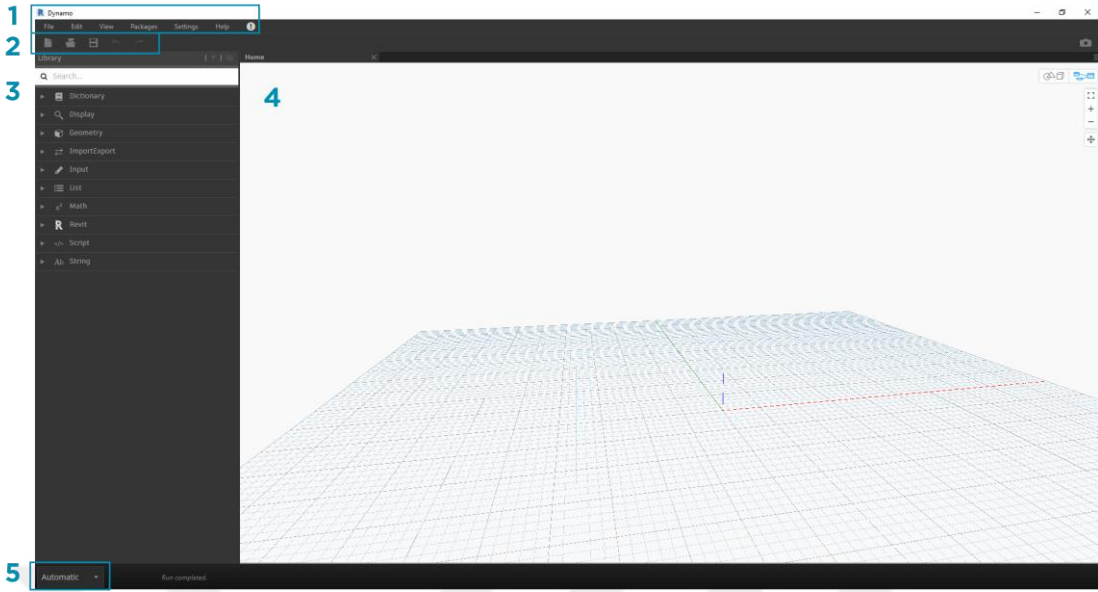 1
Dynamo
File Edit View Packages Settings Help
2
Library
Home
Search...
3
Dictionary
4
Display
Geometry
ImportExport
Input
List
Math
Revit
Script
String
5
Automatic
Run completed.